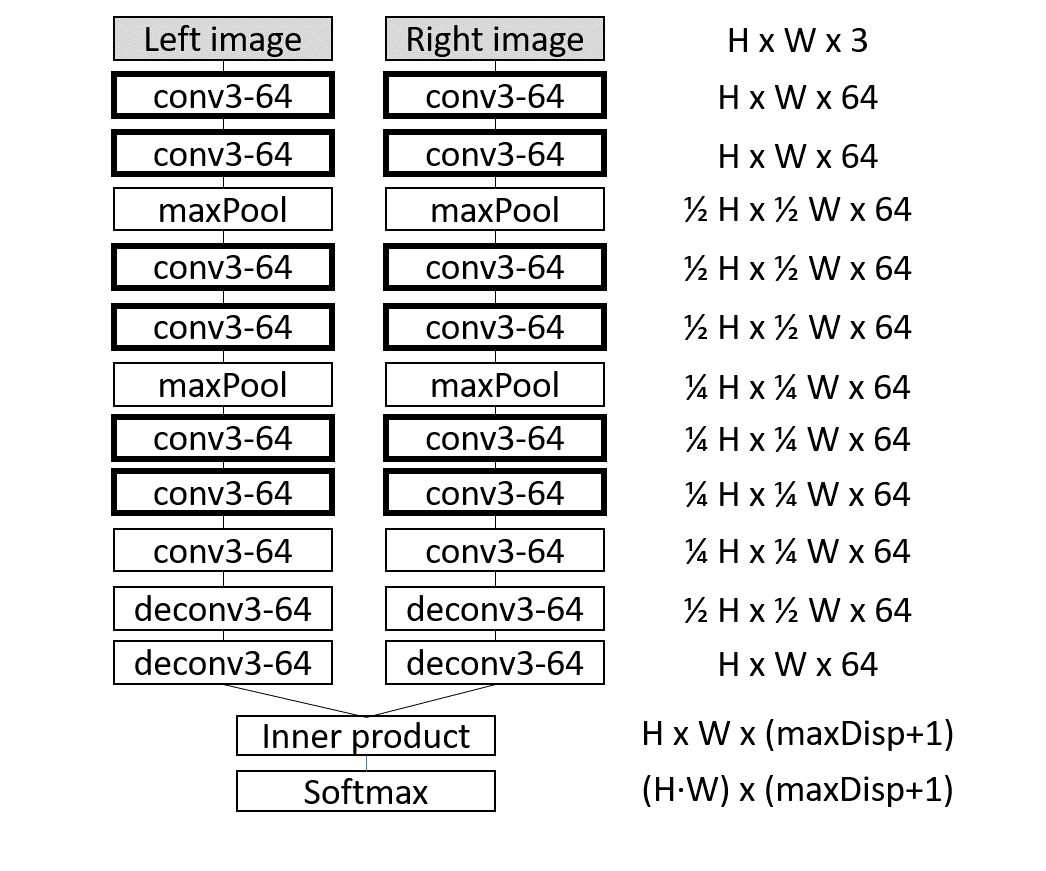 Left image Right image H x W x 3
conv3-64 conv3-64 H x W x 64
conv3-64 conv3-64 H x W x 64
maxPool maxPool ½ H x ½ W x 64
conv3-64 conv3-64 ½ H x ½ W x 64
conv3-64 conv3-64 ½ H x ½ W x 64
maxPool maxPool ¼ H x ¼ W x 64
conv3-64 conv3-64 ¼ H x ¼ W x 64
conv3-64 conv3-64 ¼ H x ¼ W x 64
conv3-64 conv3-64 ¼ H x ¼ W x 64
deconv3-64 deconv3-64 ½ H x ½ W x 64
deconv3-64 deconv3-64 H x W x 64
Inner product H x W x (maxDisp+1)
Softmax (H·W) x (maxDisp+1)